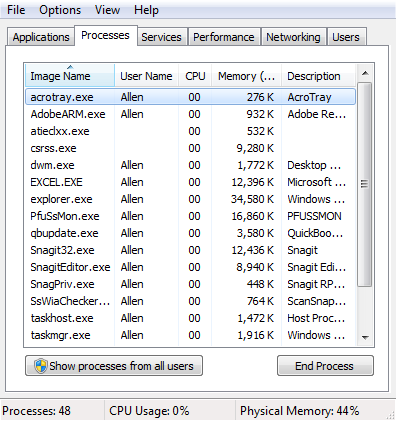 File Options View Help
Applications Processes Services Performance Networking Users
Image Name User Name CPU Memory (... Description
acrotray.exe Allen 00 276 K AcroTray
AdobeARM.exe Allen 00 932 K Adobe Re...
atieclxx.exe 00 532 K
csrss.exe 00 9,280 K
dwm.exe Allen 00 1,772 K Desktop ...
EXCEL.EXE Allen 00 12,396 K Microsoft ...
explorer.exe Allen 00 34,580 K Windows ...
PfuSsMon.exe Allen 00 16,860 K PFUSSMON
qbupdate.exe Allen 00 3,580 K QuickBoo...
Snagit32.exe Allen 00 12,436 K Snagit
SnagitEditor.exe Allen 00 8,940 K Snagit Edi...
SnagPriv.exe Allen 00 448 K Snagit RP...
SsWiaChecker... Allen 00 764 K ScanSnap...
taskhost.exe Allen 00 1,472 K Host Proc...
taskmgr.exe Allen 00 1,916 K Windows ...
Show processes from all users End Process
Processes: 48 CPU Usage: 0% Physical Memory: 44%